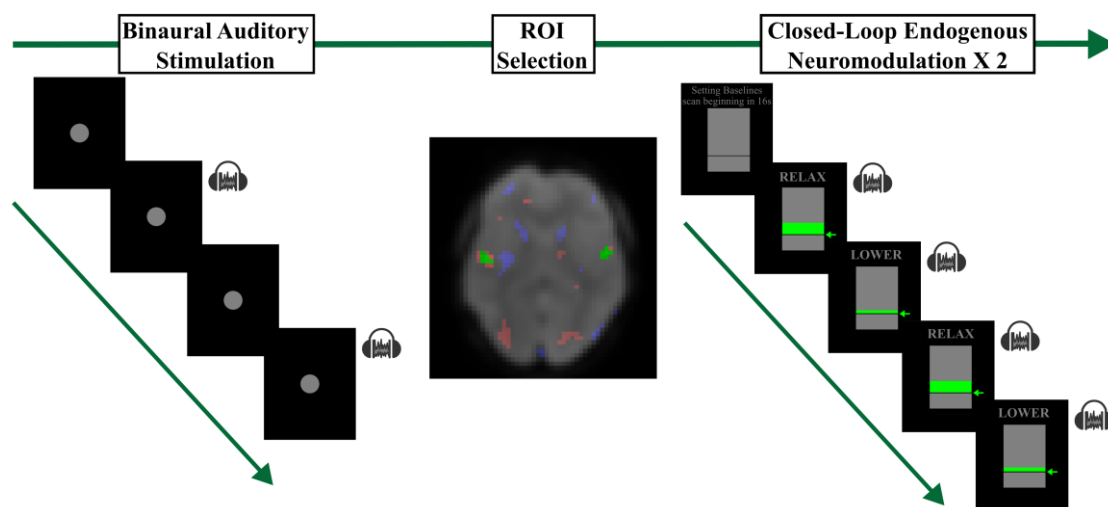 Binaural Auditory
Stimulation
ROI
Selection
Closed-Loop Endogenous
Neuromodulation X 2
Setting Baselines
scan beginning in 16s
RELAX
LOWER
RELAX
LOWER